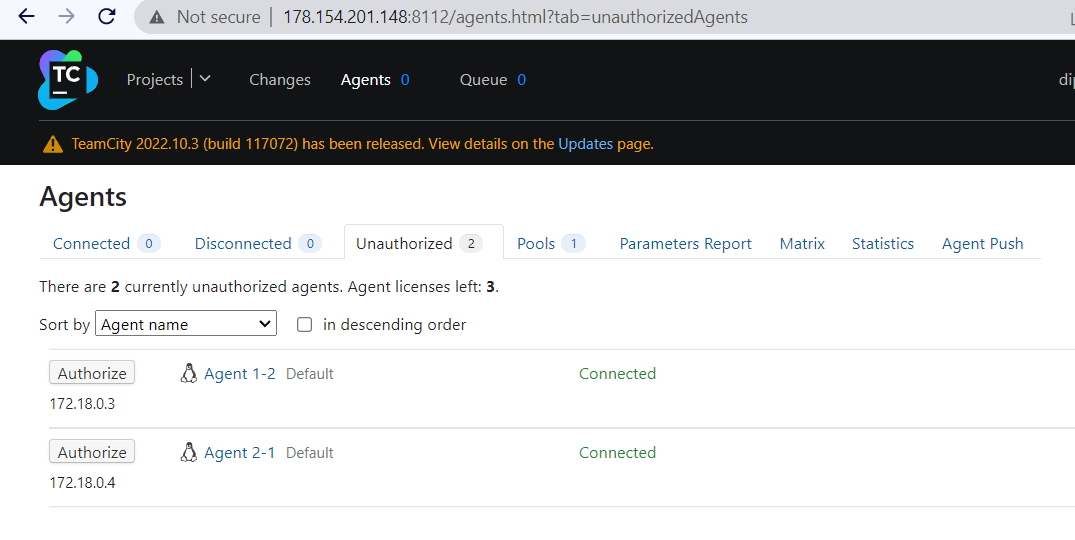 Not secure | 178.154.201.148:8112/agents.html?tab=unauthorizedAgents
TC Projects Changes Agents 0 Queue 0
TeamCity 2022.10.3 (build 117072) has been released. View details on the Updates page.
Agents
Connected 0 Disconnected 0 Unauthorized 2 Pools 1 Parameters Report Matrix Statistics Agent Push
There are 2 currently unauthorized agents. Agent licenses left: 3.
Sort by Agent name in descending order
Authorize Agent 1-2 Default Connected
172.18.0.3
Authorize Agent 2-1 Default Connected
172.18.0.4